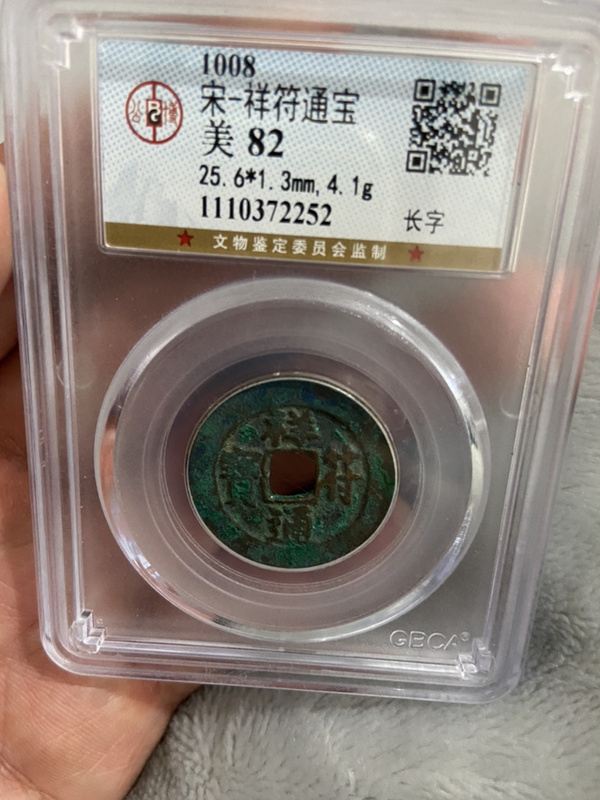 1008
宋-祥符通宝
美 82
25.6*1.3mm, 4.1g
1110372252
长字
文物鉴定委员会监制
祥
符
通
GBCA®